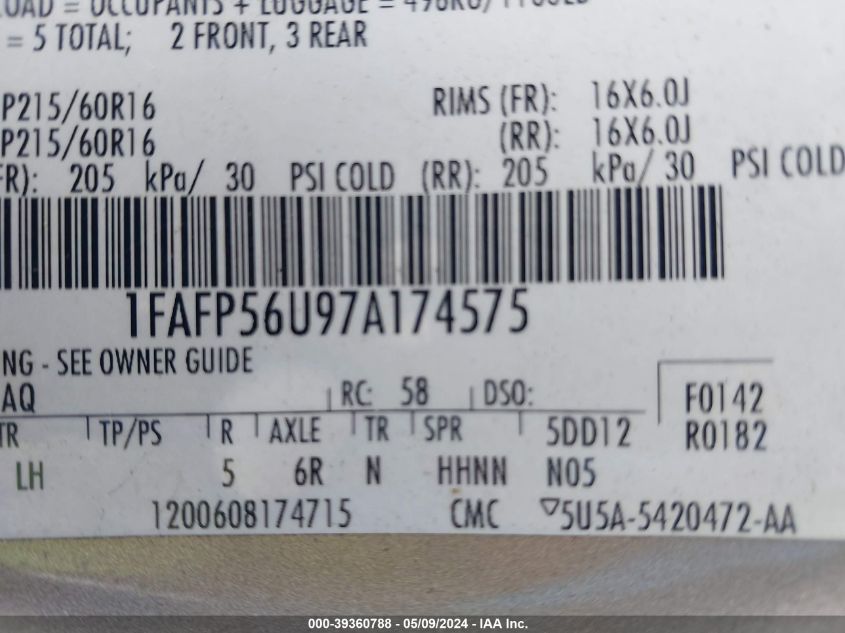 = OCCUPANTS + LUGGAGE =
= 5 TOTAL; 2 FRONT, 3 REAR
P215/60R16 RIMS (FR): 16X6.0J
P215/60R16 (RR): 16X6.0J
FR): 205 kPa/ 30 PSI COLD (RR): 205 kPa/ 30 PSI COLD
1FAFP56U97A174575
NG - SEE OWNER GUIDE
AQ RC: 58 DSO: F0142
TR TP/PS R AXLE TR SPR 5DD12 R0182
LH 5 6R N HHNN N05
1200608174715 CMC ▽5U5A-5420472-AA
000-39360788 - 05/09/2024 - IAA Inc.